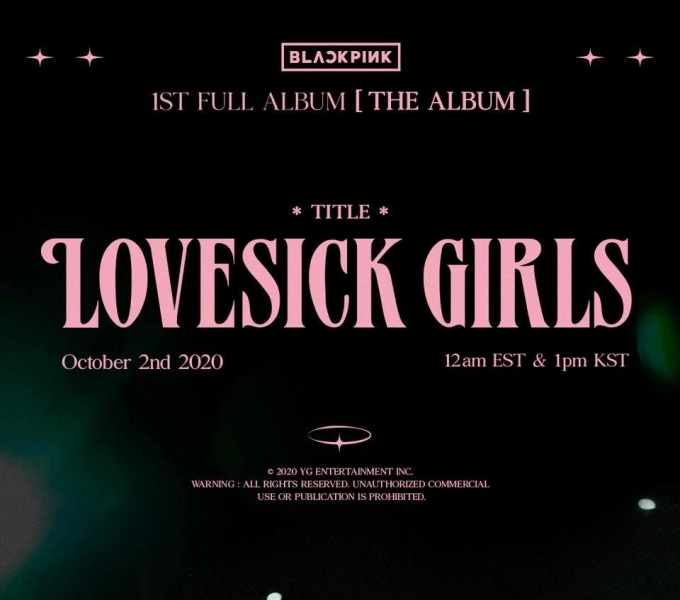 BLACKPINK
1ST FULL ALBUM [ THE ALBUM ]
* TITLE *
LOVESICK GIRLS
October 2nd 2020
12am EST & 1pm KST
© 2020 YG ENTERTAINMENT INC.
WARNING : ALL RIGHTS RESERVED. UNAUTHORIZED COMMERCIAL
USE OR PUBLICATION IS PROHIBITED.